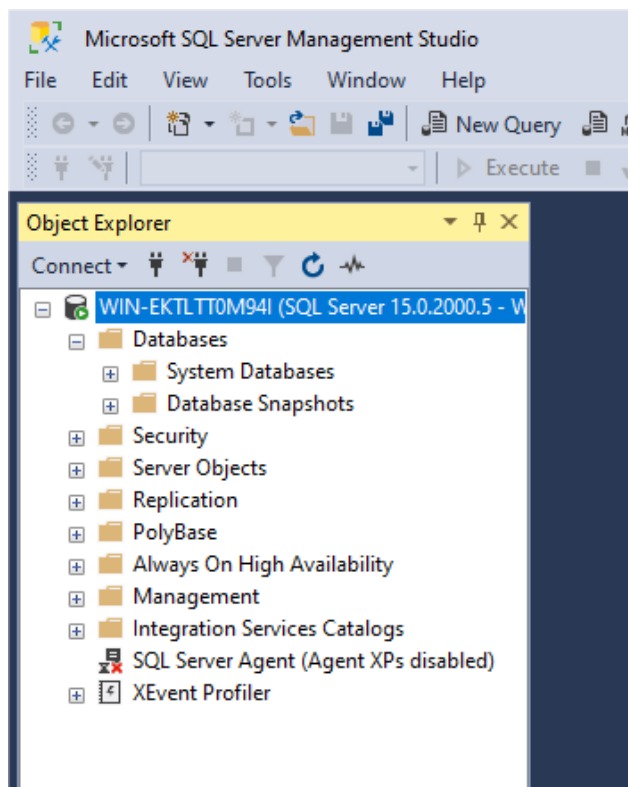 Microsoft SQL Server Management Studio
File Edit View Tools Window Help
New Query
Execute
Object Explorer
Connect
WIN-EKTLTT0M94I (SQL Server 15.0.2000.5 - W
Databases
System Databases
Database Snapshots
Security
Server Objects
Replication
PolyBase
Always On High Availability
Management
Integration Services Catalogs
SQL Server Agent (Agent XPs disabled)
XEvent Profiler